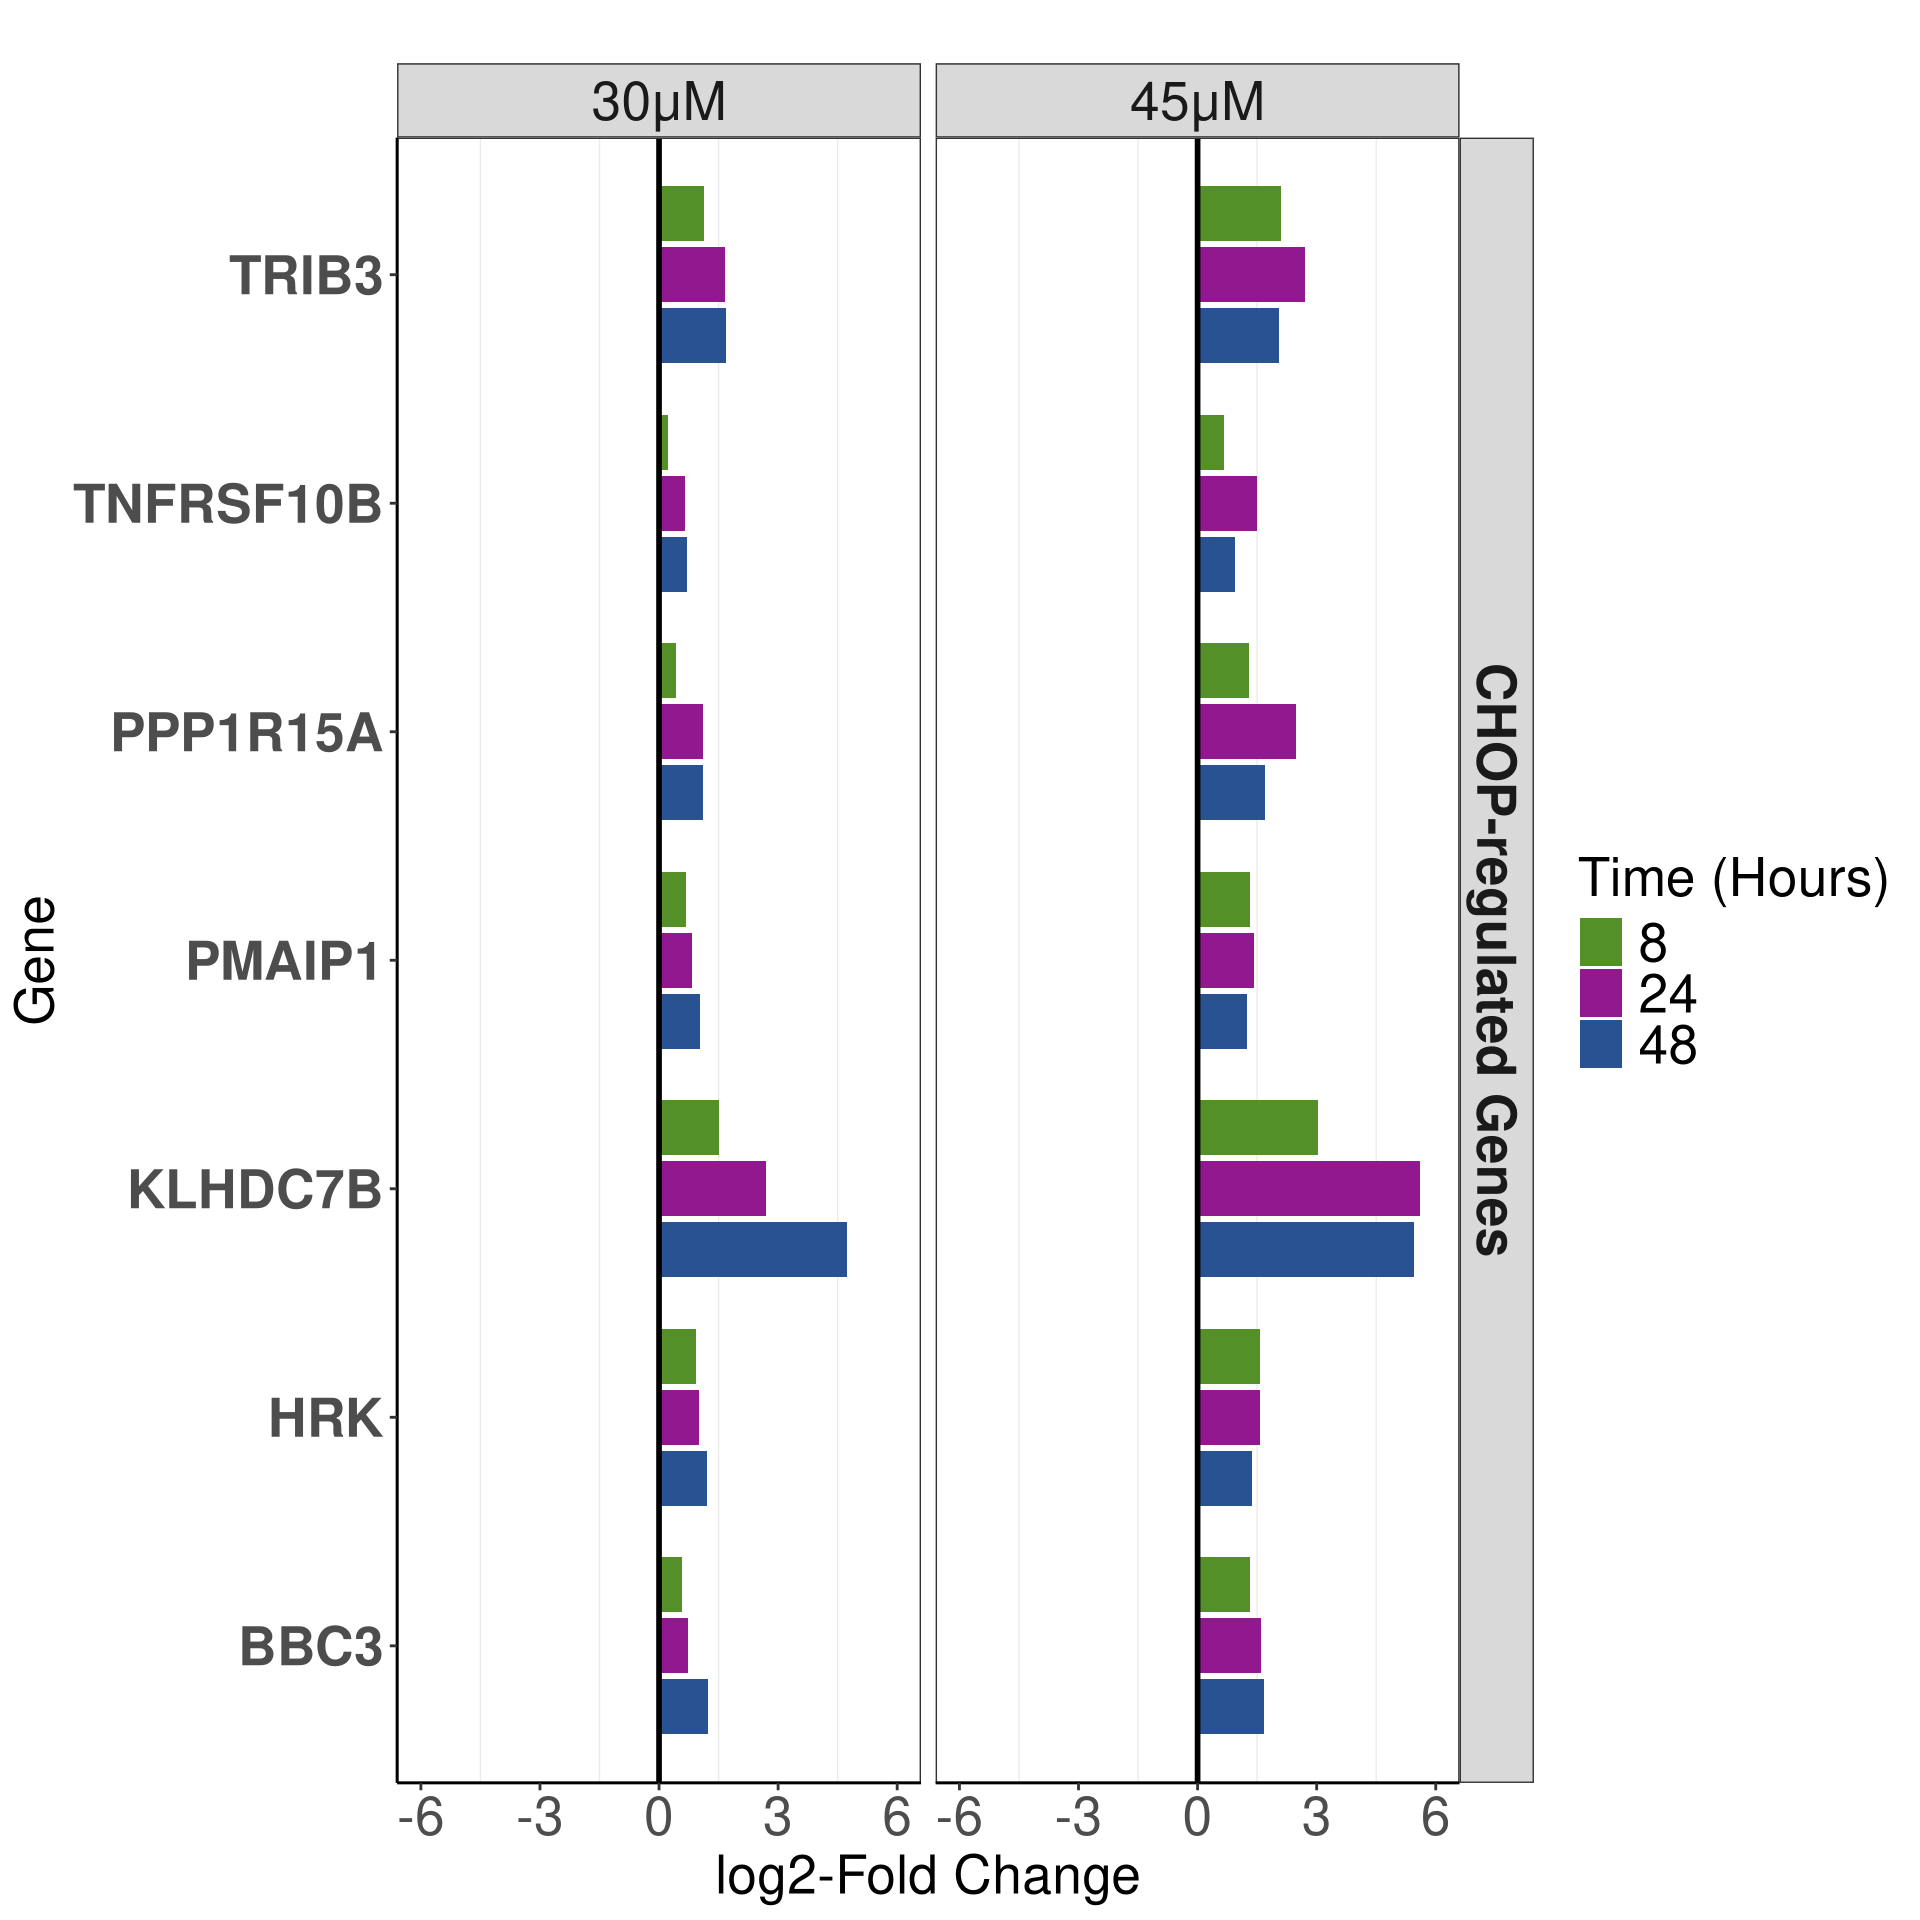 30µM
45µM
TRIB3
TNFRSF10B
PPP1R15A
PMAIP1
KLHDC7B
HRK
BBC3
Gene
CHOP-regulated Genes
-6 -3 0 3 6
-6 -3 0 3 6
log2-Fold Change
Time (Hours)
8
24
48